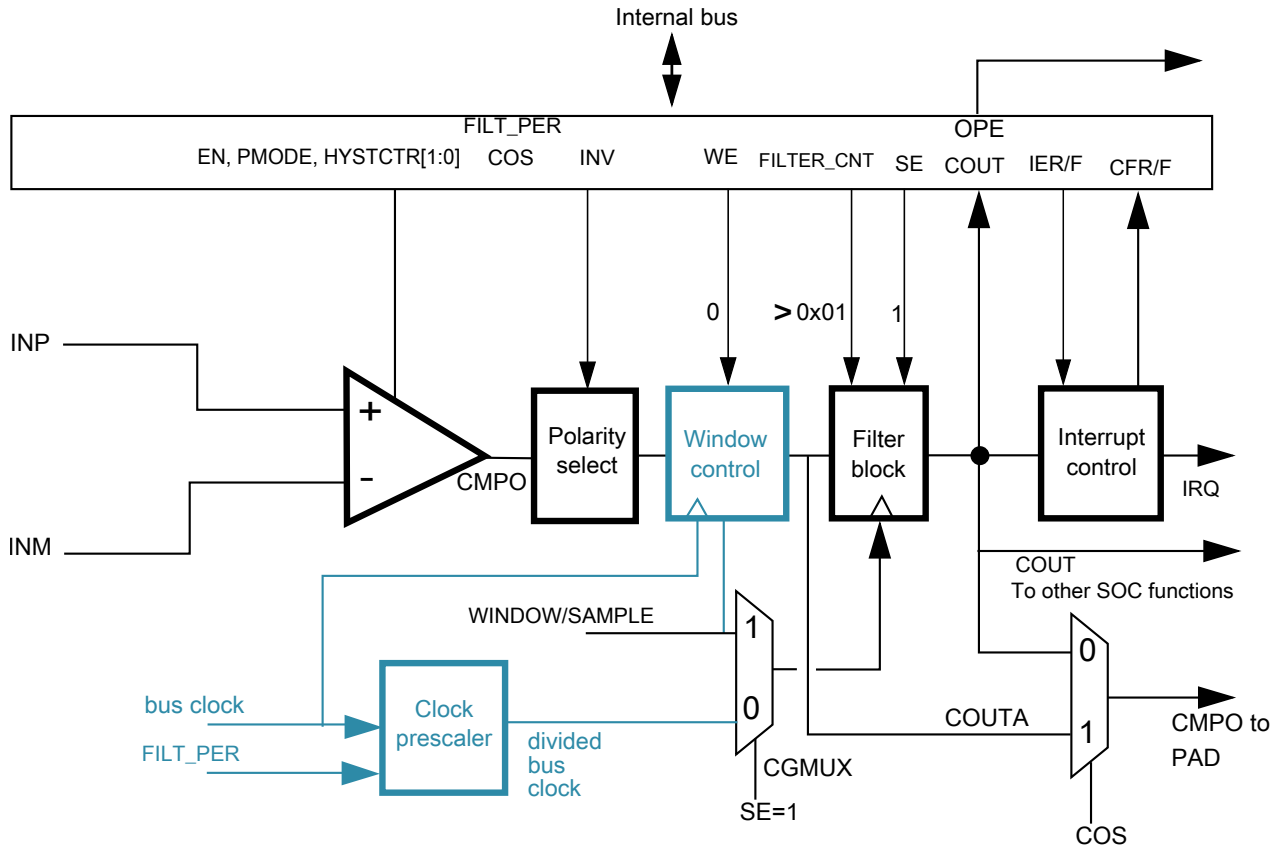 Internal bus
FILT_PER
OPE
EN, PMODE, HYSTCTR[1:0]
COS
INV
WE
FILTER_CNT
SE
COUT
IER/F
CFR/F
0
> 0x01
1
INP
+
-
INM
CMPO
Polarity
select
Window
control
Filter
block
Interrupt
control
IRQ
COUT
To other SOC functions
WINDOW/SAMPLE
1
0
bus clock
FILT_PER
Clock
prescaler
divided
bus
clock
CGMUX
SE=1
COUTA
0
1
CMPO to
PAD
COS